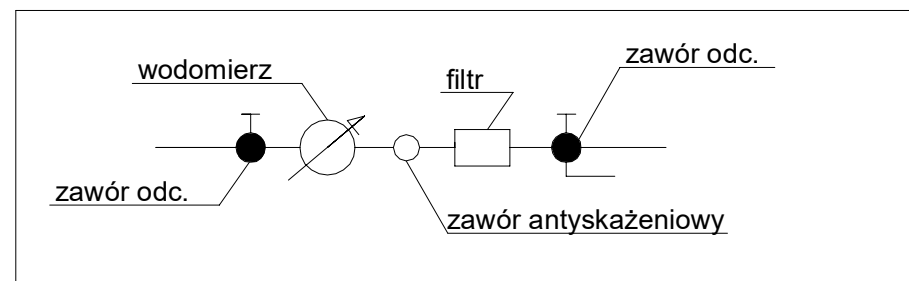 zawór odc.
wodomierz
filtr
zawór odc.
zawór antyskażeniowy